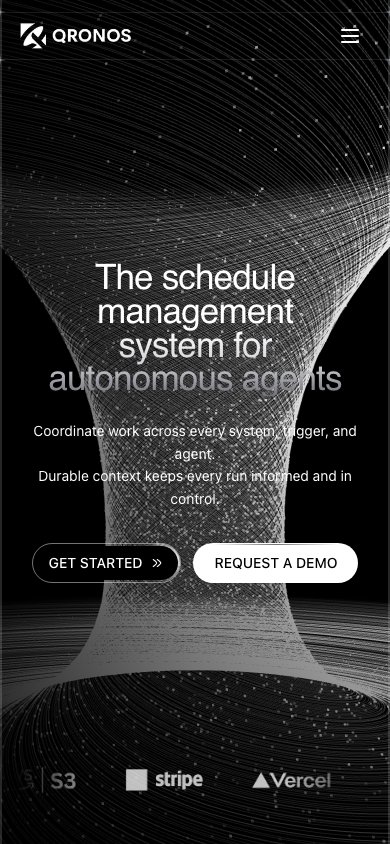 QRONOS
The schedule
management
system for
autonomous agents
Coordinate work across every system, trigger, and
agent.
Durable context keeps every run informed and in
control.
GET STARTED »
REQUEST A DEMO
S3
stripe
Vercel